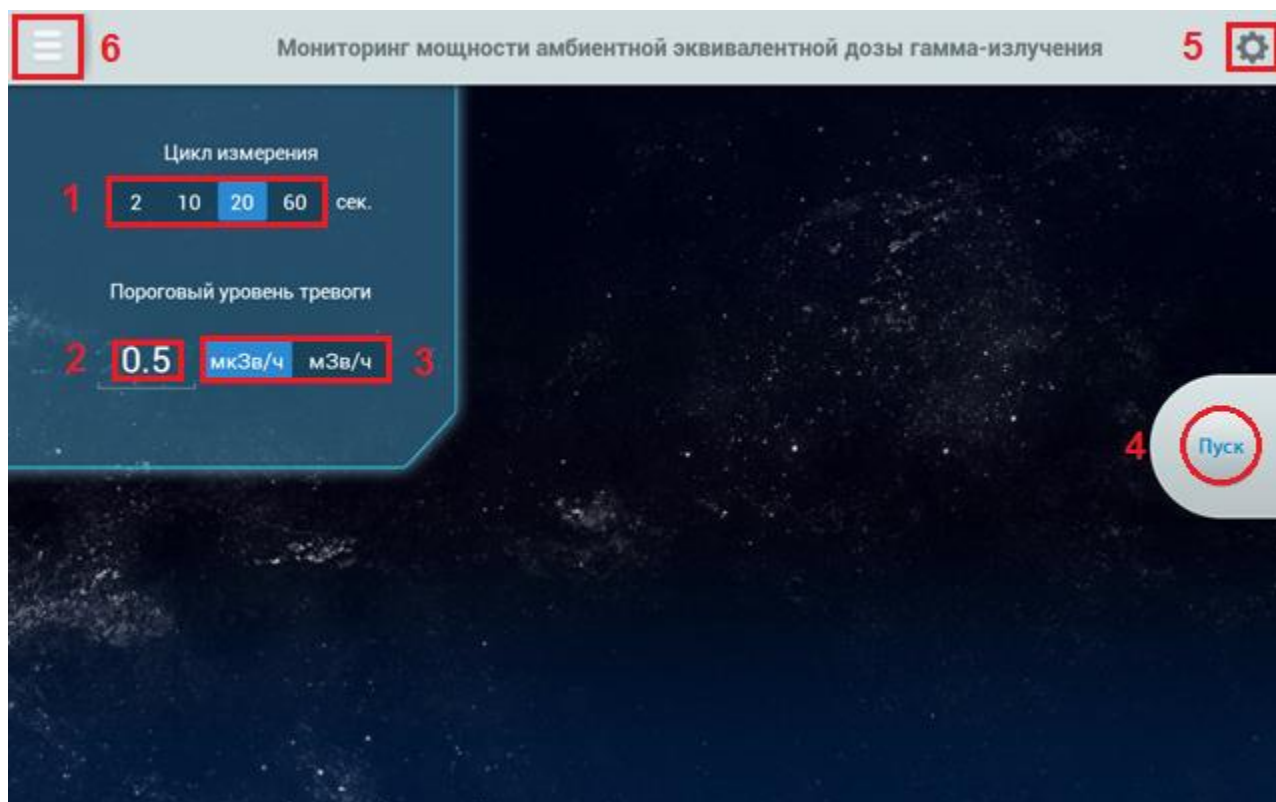 6 Мониторинг мощности амбиентной эквивалентной дозы гамма-излучения 5
Цикл измерения
1 2 10 20 60 сек.
Пороговый уровень тревоги
2 0.5 мкЗв/ч мЗв/ч 3
4 Пуск